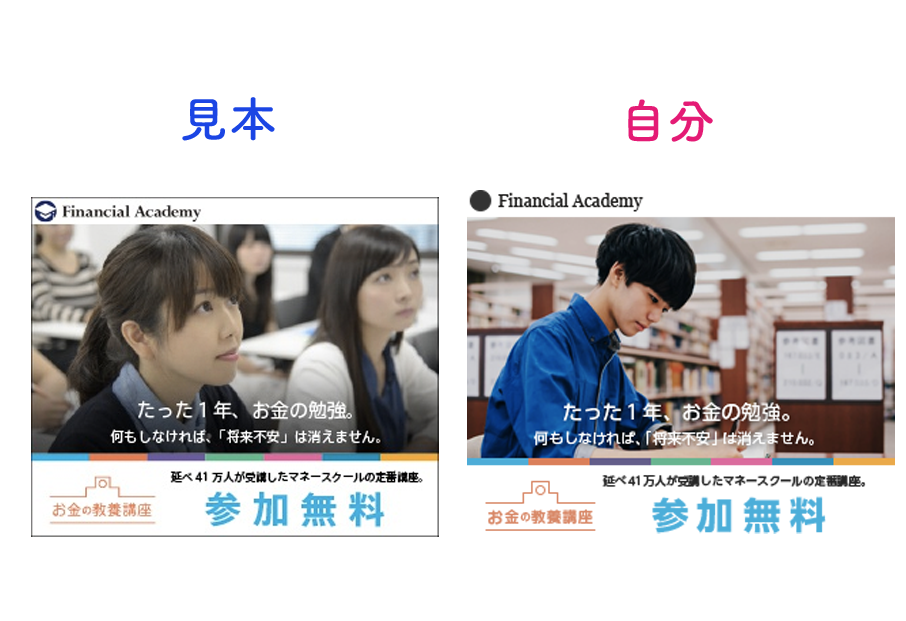 見本
自分
Financial Academy
たった1年、お金の勉強。
何もしなければ、「将来不安」は消えません。
延べ41万人が受講したマネースクールの定番講座。
お金の教養講座
参加無料
Financial Academy
たった1年、お金の勉強。
何もしなければ、「将来不安」は消えません。
延べ41万人が受講したマネースクールの定番講座。
お金の教養講座
参加無料